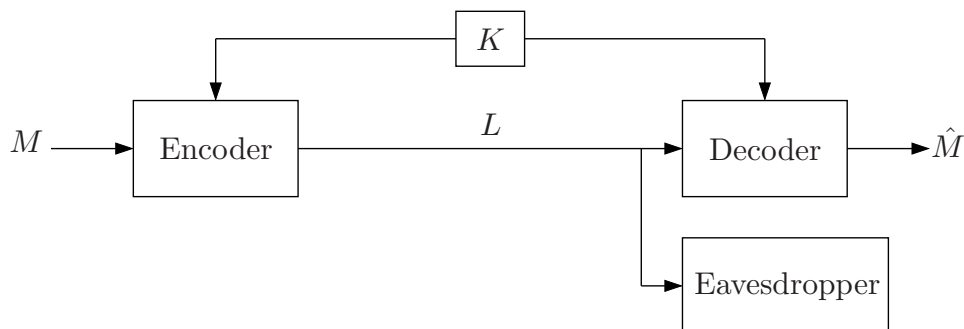 K
M
Encoder
L
Decoder
M̂
Eavesdropper